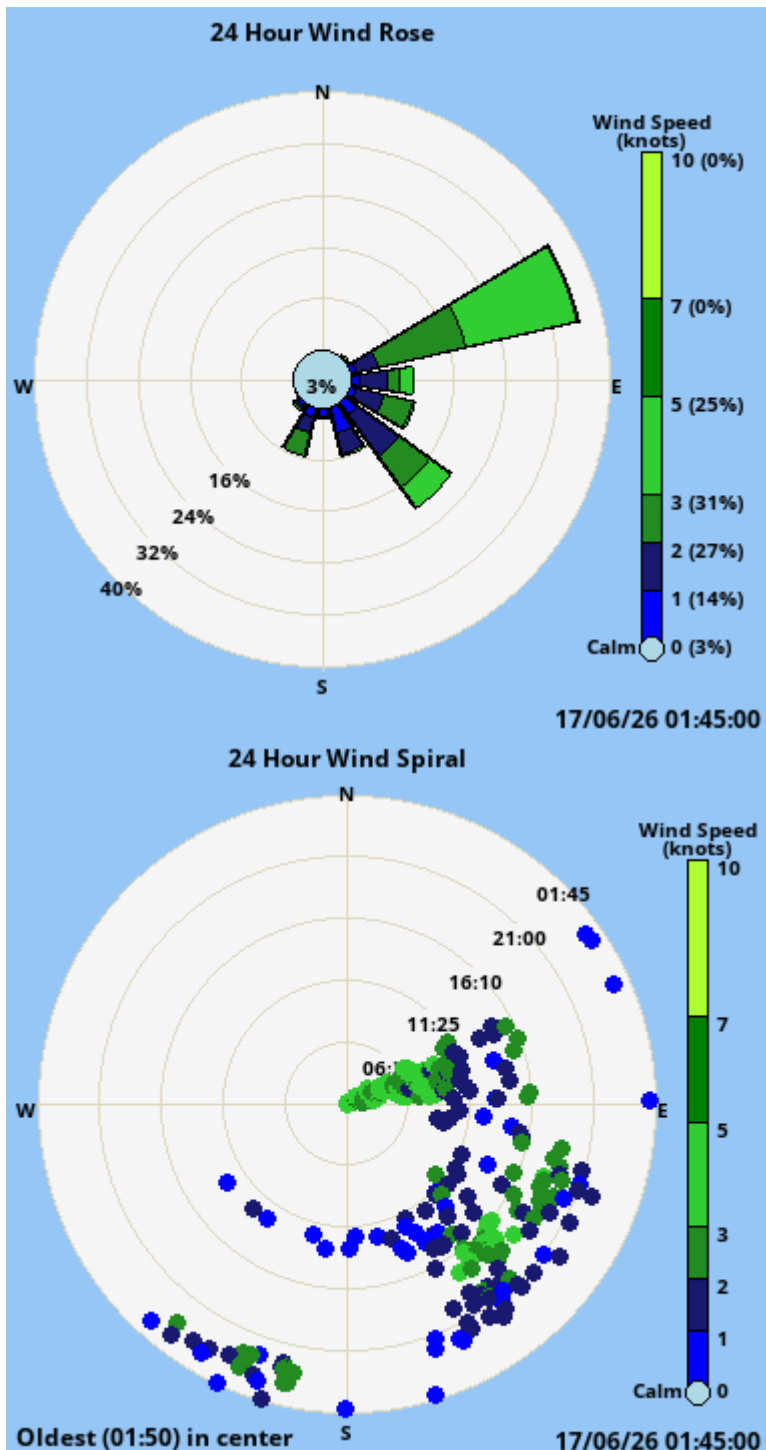 24 Hour Wind Rose
N
Wind Speed
(knots)
10 (0%)
7 (0%)
W
3%
E
5 (25%)
16%
3 (31%)
24%
2 (27%)
32%
1 (14%)
40%
Calm
0 (3%)
S
17/06/26 01:45:00
24 Hour Wind Spiral
N
Wind Speed
(knots)
10
01:45
21:00
16:10
11:25
7
06:
W
E
5
3
2
1
Calm
0
S
Oldest (01:50) in center
17/06/26 01:45:00